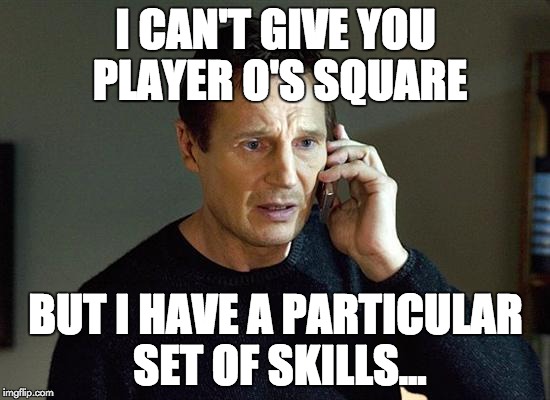 I CAN'T GIVE YOU
PLAYER O'S SQUARE
BUT I HAVE A PARTICULAR
SET OF SKILLS...
imgflip.com